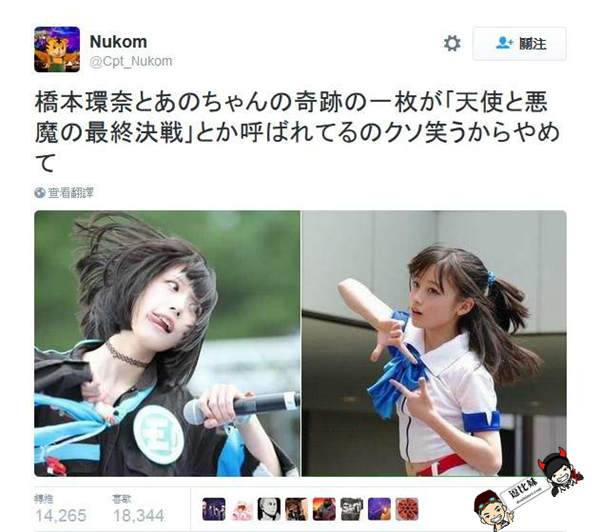 Nukom
@Cpt_Nukom
關注
橋本環奈とあのちゃんの奇跡の一枚が「天使と悪
魔の最終決戦」とか呼ばれてるのクソ笑うからやめ
て
查看翻譯
轉推
喜歡
14,265
18,344
逗比妹